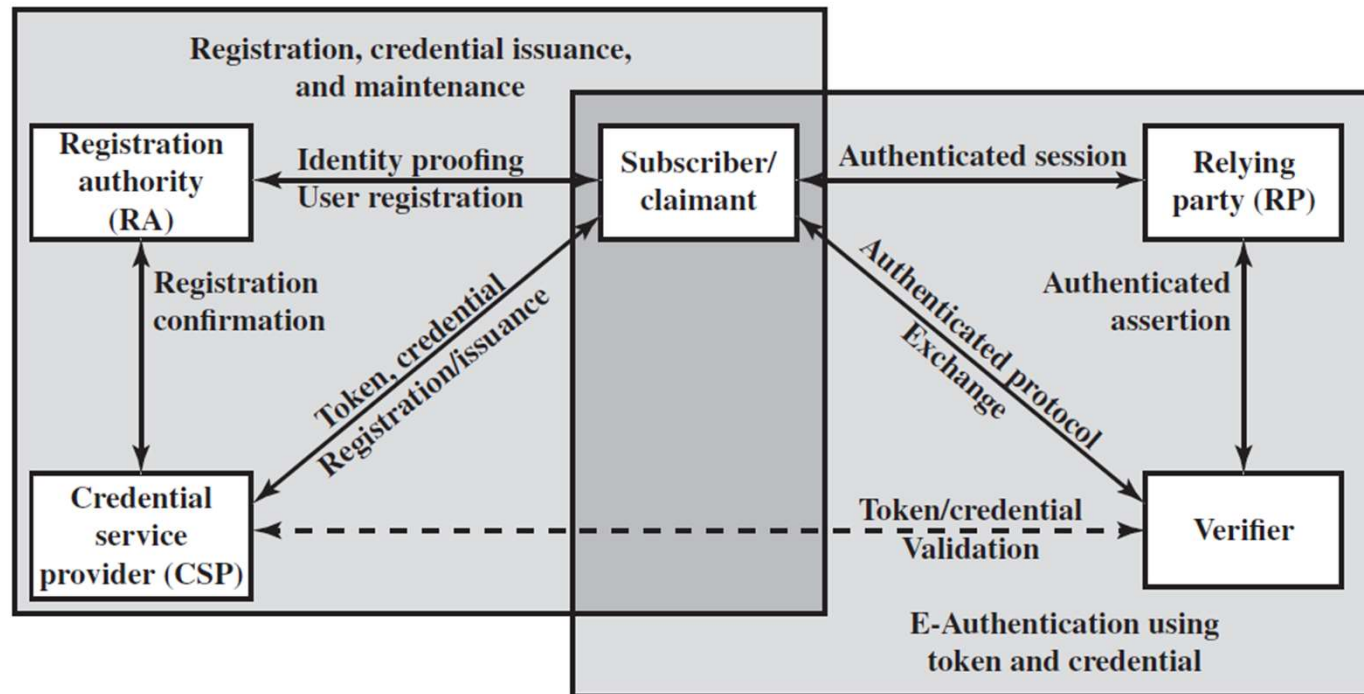 Registration, credential issuance,
and maintenance
Registration
authority
(RA)
Identity proofing
User registration
Subscriber/
claimant
Authenticated session
Relying
party (RP)
Registration
confirmation
Token, credential
Registration/issuance
Authenticated protocol
Exchange
Authenticated
assertion
Credential
service
provider (CSP)
Token/credential
Validation
Verifier
E-Authentication using
token and credential